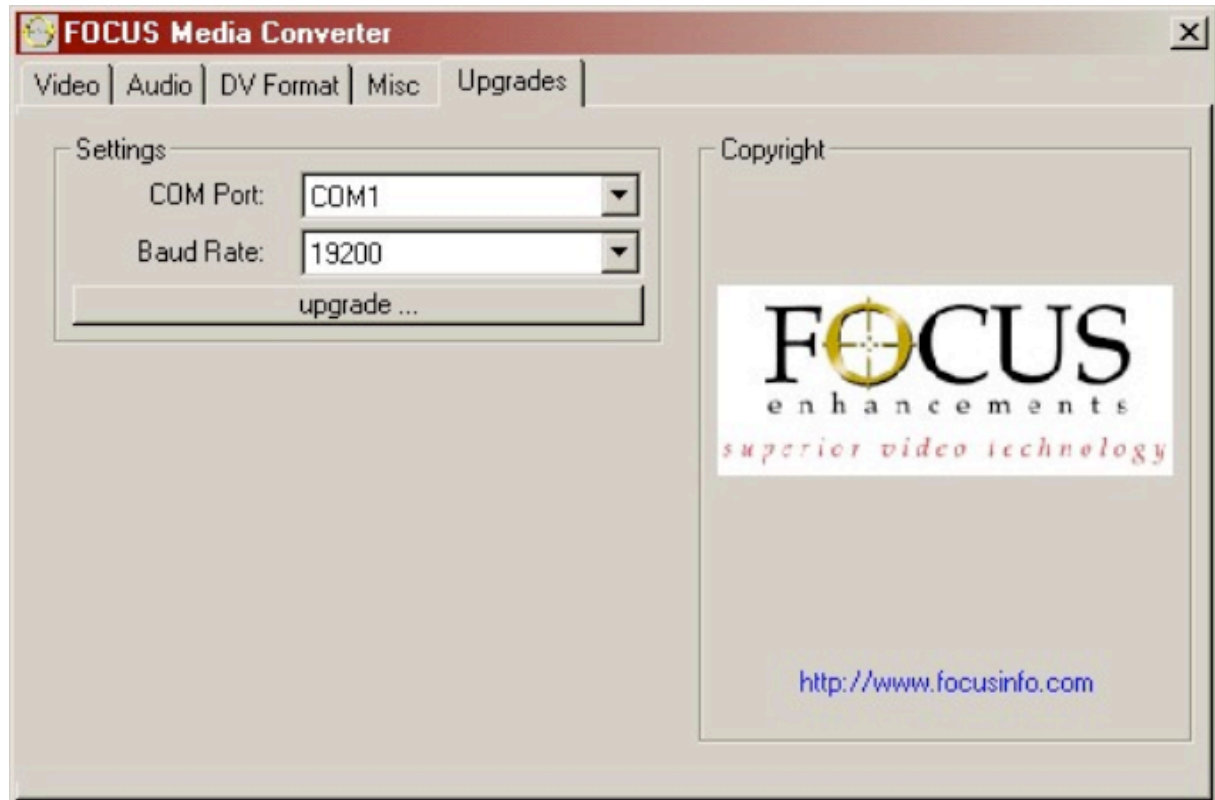 FOCUS Media Converter
Video Audio DV Format Misc Upgrades
Settings
COM Port: COM1
Baud Rate: 19200
upgrade ...
Copyright
FOCUS
enhancements
superior video technology
http://www.focusinfo.com